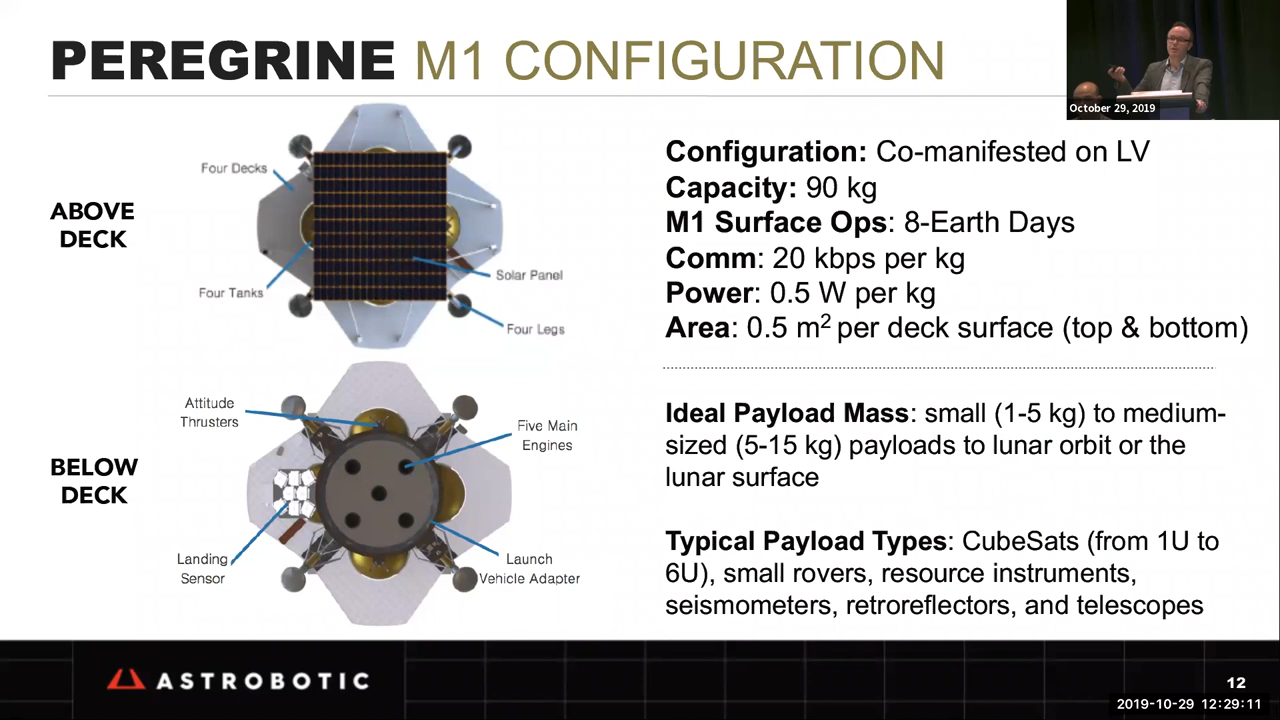 PEREGRINE M1 CONFIGURATION
October 29, 2019
ABOVE
DECK
Four Decks
Four Tanks
Solar Panel
Four Legs
BELOW
DECK
Attitude
Thrusters
Five Main
Engines
Landing
Sensor
Launch
Vehicle Adapter
Configuration: Co-manifested on LV
Capacity: 90 kg
M1 Surface Ops: 8-Earth Days
Comm: 20 kbps per kg
Power: 0.5 W per kg
Area: 0.5 m² per deck surface (top & bottom)
Ideal Payload Mass: small (1-5 kg) to medium-
sized (5-15 kg) payloads to lunar orbit or the
lunar surface
Typical Payload Types: CubeSats (from 1U to
6U), small rovers, resource instruments,
seismometers, retroreflectors, and telescopes
ASTROBOTIC
12
2019-10-29 12:29:11